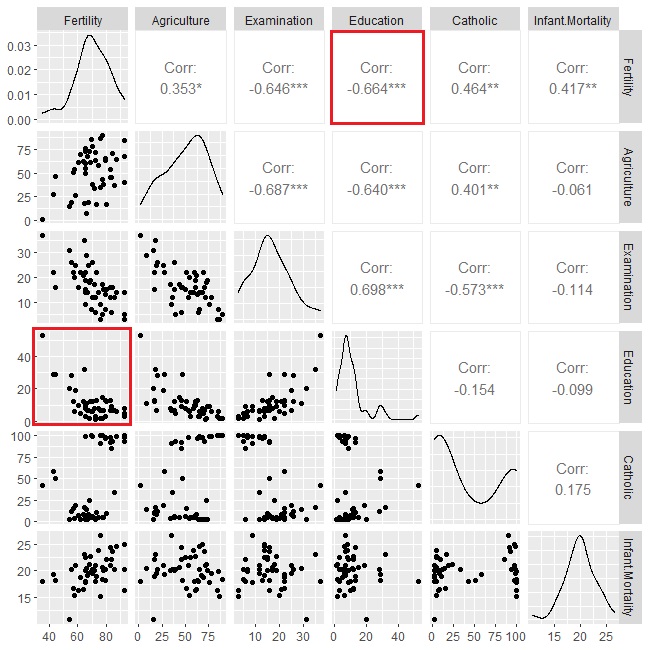 Fertility Agriculture Examination Education Catholic Infant.Mortality
0.03
0.02
0.01
0.00
Corr:
0.353*
Corr:
-0.646***
Corr:
-0.664***
Corr:
0.464**
Corr:
0.417**
Fertility
75
50
25
0
Corr:
-0.687***
Corr:
-0.640***
Corr:
0.401**
Corr:
-0.061
Agriculture
30
20
10
Corr:
0.698***
Corr:
-0.573***
Corr:
-0.114
Examination
40
20
0
Corr:
-0.154
Corr:
-0.099
Education
100
75
50
25
0
Corr:
0.175
Catholic
25
20
15
Infant.Mortality
40 50 60 70 80 90
0 25 50 75
10 20 30
0 20 40
0 25 50 75 100
15 20 25